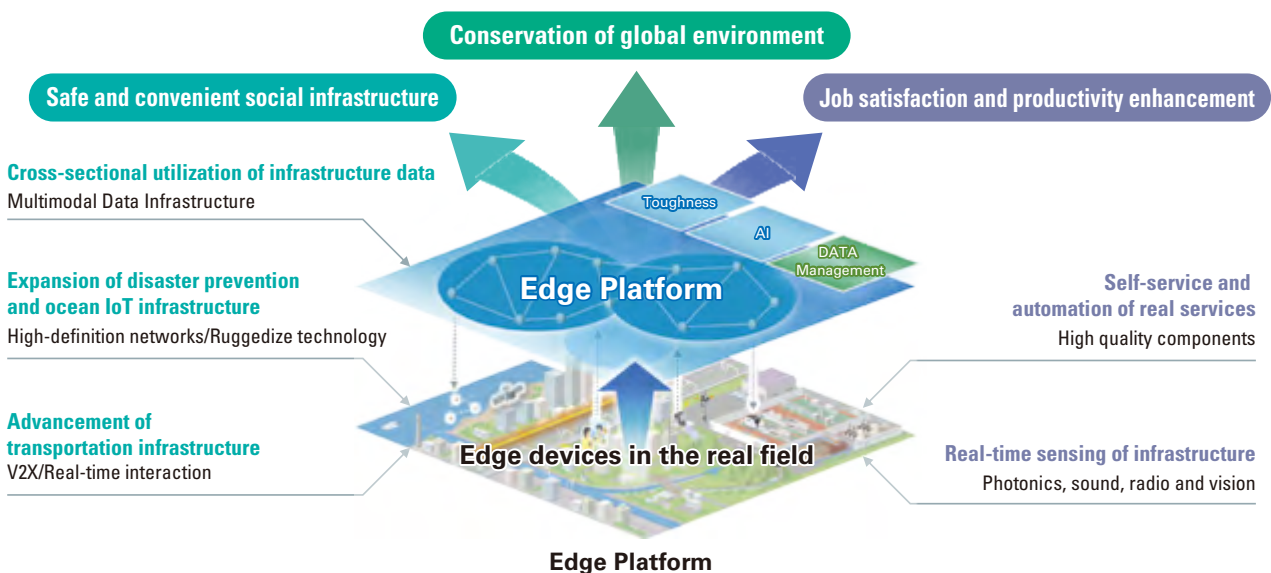 Conservation of global environment
Safe and convenient social infrastructure
Job satisfaction and productivity enhancement
Cross-sectional utilization of infrastructure data
Multimodal Data Infrastructure
Toughness
AI
DATA
Management
Edge Platform
Expansion of disaster prevention
and ocean IoT infrastructure
High-definition networks/Ruggedize technology
Self-service and
automation of real services
High quality components
Advancement of
transportation infrastructure
V2X/Real-time interaction
Edge devices in the real field
Real-time sensing of infrastructure
Photonics, sound, radio and vision
Edge Platform